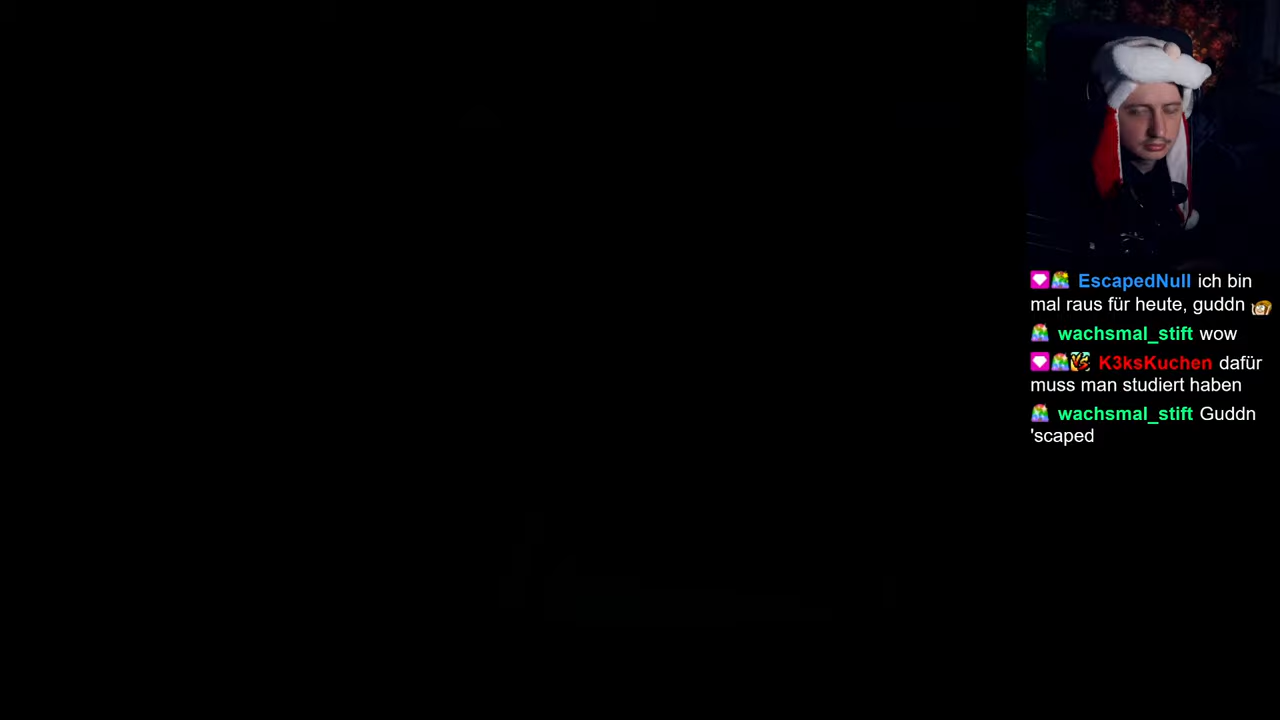 EscapedNull ich bin
mal raus für heute, guddn
wachsmal_stift wow
K3ksKuchen dafür
muss man studiert haben
wachsmal_stift Guddn
'scaped